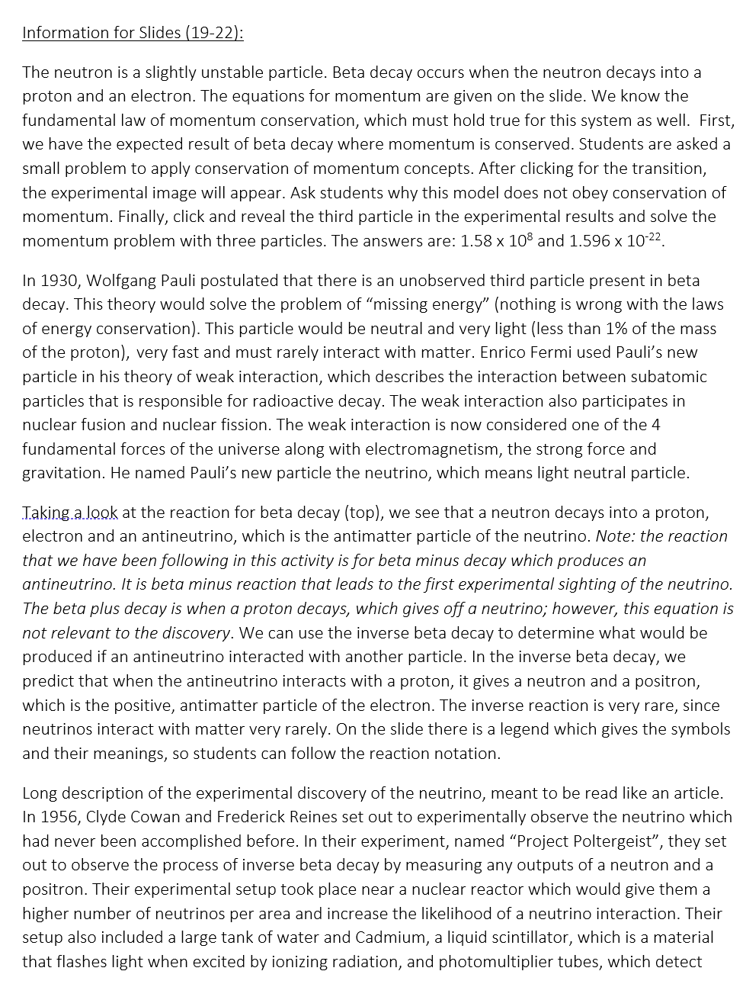 Information for Slides (19-22):
The neutron is a slightly unstable particle. Beta decay occurs when the neutron decays into a
proton and an electron. The equations for momentum are given on the slide. We know the
fundamental law of momentum conservation, which must hold true for this system as well.  First,
we have the expected result of beta decay where momentum is conserved. Students are asked a
small problem to apply conservation of momentum concepts. After clicking for the transition,
the experimental image will appear. Ask students why this model does not obey conservation of
momentum. Finally, click and reveal the third particle in the experimental results and solve the
momentum problem with three particles. The answers are: 1.58 x 10⁸ and 1.596 x 10⁻²².
In 1930, Wolfgang Pauli postulated that there is an unobserved third particle present in beta
decay. This theory would solve the problem of “missing energy” (nothing is wrong with the laws
of energy conservation). This particle would be neutral and very light (less than 1% of the mass
of the proton),  very fast and must rarely interact with matter. Enrico Fermi used Pauli’s new
particle in his theory of weak interaction, which describes the interaction between subatomic
particles that is responsible for radioactive decay. The weak interaction also participates in
nuclear fusion and nuclear fission. The weak interaction is now considered one of the 4
fundamental forces of the universe along with electromagnetism, the strong force and
gravitation. He named Pauli’s new particle the neutrino, which means light neutral particle.
Taking a look at the reaction for beta decay (top), we see that a neutron decays into a proton,
electron and an antineutrino, which is the antimatter particle of the neutrino. Note: the reaction
that we have been following in this activity is for beta minus decay which produces an
antineutrino. It is beta minus reaction that leads to the first experimental sighting of the neutrino.
The beta plus decay is when a proton decays, which gives off a neutrino; however, this equation is
not relevant to the discovery. We can use the inverse beta decay to determine what would be
produced if an antineutrino interacted with another particle. In the inverse beta decay, we
predict that when the antineutrino interacts with a proton, it gives a neutron and a positron,
which is the positive, antimatter particle of the electron. The inverse reaction is very rare, since
neutrinos interact with matter very rarely. On the slide there is a legend which gives the symbols
and their meanings, so students can follow the reaction notation.
Long description of the experimental discovery of the neutrino, meant to be read like an article.
In 1956, Clyde Cowan and Frederick Reines set out to experimentally observe the neutrino which
had never been accomplished before. In their experiment, named “Project Poltergeist”, they set
out to observe the process of inverse beta decay by measuring any outputs of a neutron and a
positron. Their experimental setup took place near a nuclear reactor which would give them a
higher number of neutrinos per area and increase the likelihood of a neutrino interaction. Their
setup also included a large tank of water and Cadmium, a liquid scintillator, which is a material
that flashes light when excited by ionizing radiation, and photomultiplier tubes, which detect